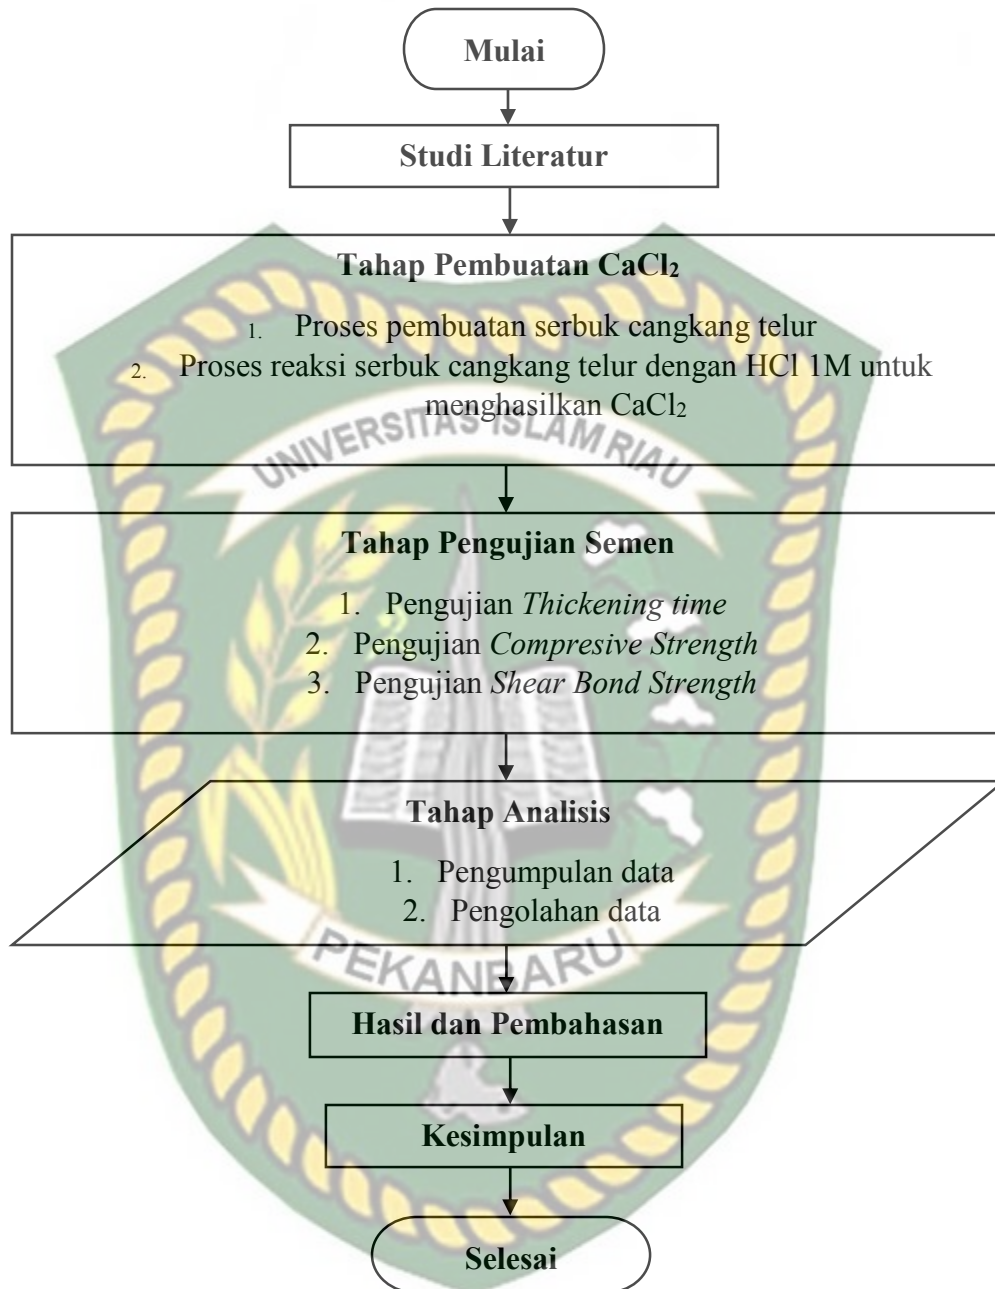 Mulai
Studi Literatur
Tahap Pembuatan CaCl₂
1. Proses pembuatan serbuk cangkang telur
2. Proses reaksi serbuk cangkang telur dengan HCl 1M untuk
menghasilkan CaCl₂
UNIVERSITAS ISLAM RIAU
Tahap Pengujian Semen
1. Pengujian Thickening time
2. Pengujian Compresive Strength
3. Pengujian Shear Bond Strength
Tahap Analisis
1. Pengumpulan data
2. Pengolahan data
PEKANBARU
Hasil dan Pembahasan
Kesimpulan
Selesai